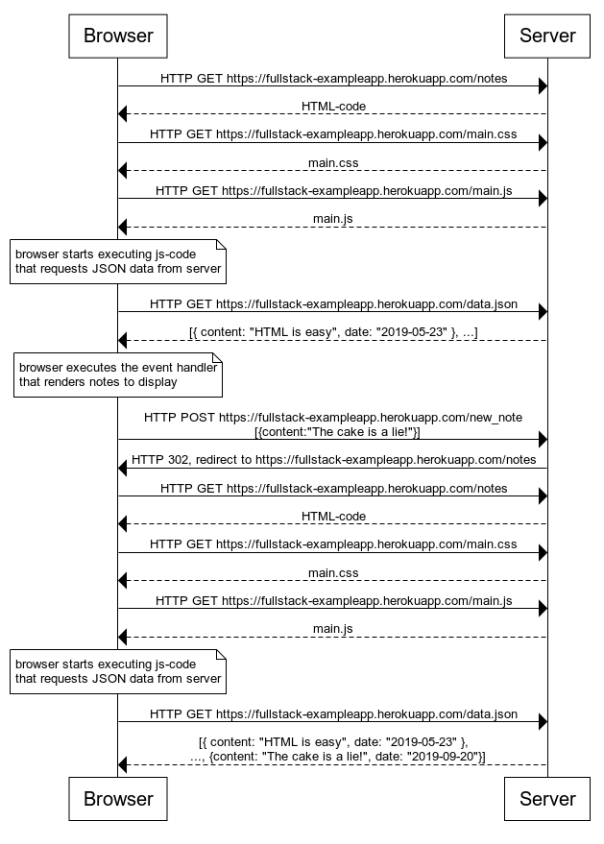 Browser
Server
HTTP GET https://fullstack-exampleapp.herokuapp.com/notes
HTML-code
HTTP GET https://fullstack-exampleapp.herokuapp.com/main.css
main.css
HTTP GET https://fullstack-exampleapp.herokuapp.com/main.js
main.js
browser starts executing js-code
that requests JSON data from server
HTTP GET https://fullstack-exampleapp.herokuapp.com/data.json
[{ content: "HTML is easy", date: "2019-05-23" }, ...]
browser executes the event handler
that renders notes to display
HTTP POST https://fullstack-exampleapp.herokuapp.com/new_note
[{content:"The cake is a lie!"}]
HTTP 302, redirect to https://fullstack-exampleapp.herokuapp.com/notes
HTTP GET https://fullstack-exampleapp.herokuapp.com/notes
HTML-code
HTTP GET https://fullstack-exampleapp.herokuapp.com/main.css
main.css
HTTP GET https://fullstack-exampleapp.herokuapp.com/main.js
main.js
browser starts executing js-code
that requests JSON data from server
HTTP GET https://fullstack-exampleapp.herokuapp.com/data.json
[{ content: "HTML is easy", date: "2019-05-23" },
..., {content: "The cake is a lie!", date: "2019-09-20"}]
Browser
Server